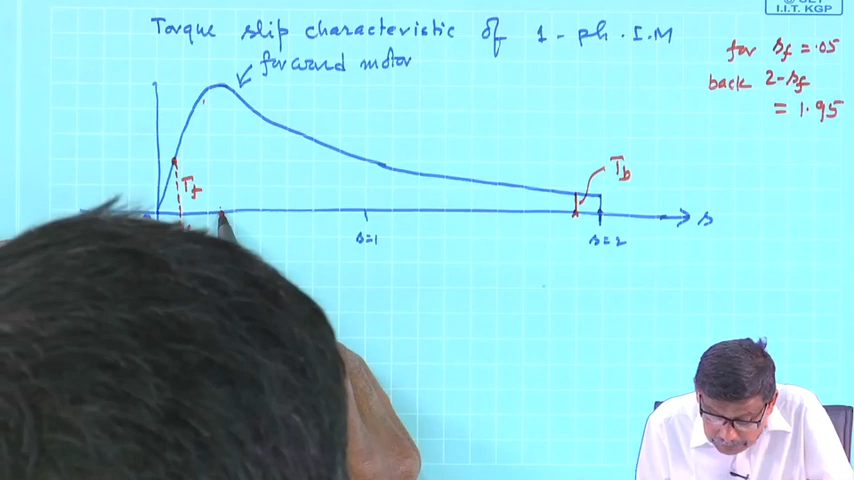 I.I.T. KGP
Torque slip characteristic of 1-ph. I.M
forward motor
for sf = .05
back 2-sf
= 1.95
Tf
Tb
s=1
s=2
s